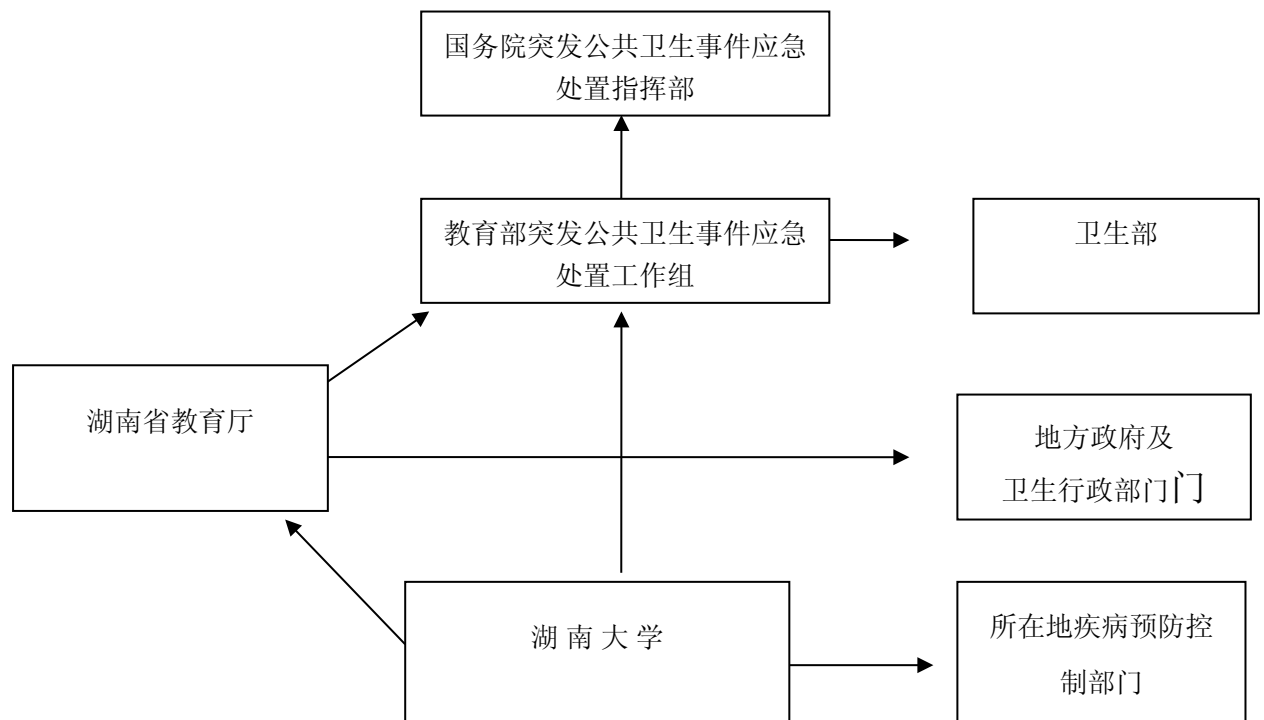 国务院突发公共卫生事件应急
处置指挥部
教育部突发公共卫生事件应急
处置工作组
卫生部
湖南省教育厅
地方政府及
卫生行政部门门
湖 南 大 学
所在地疾病预防控
制部门